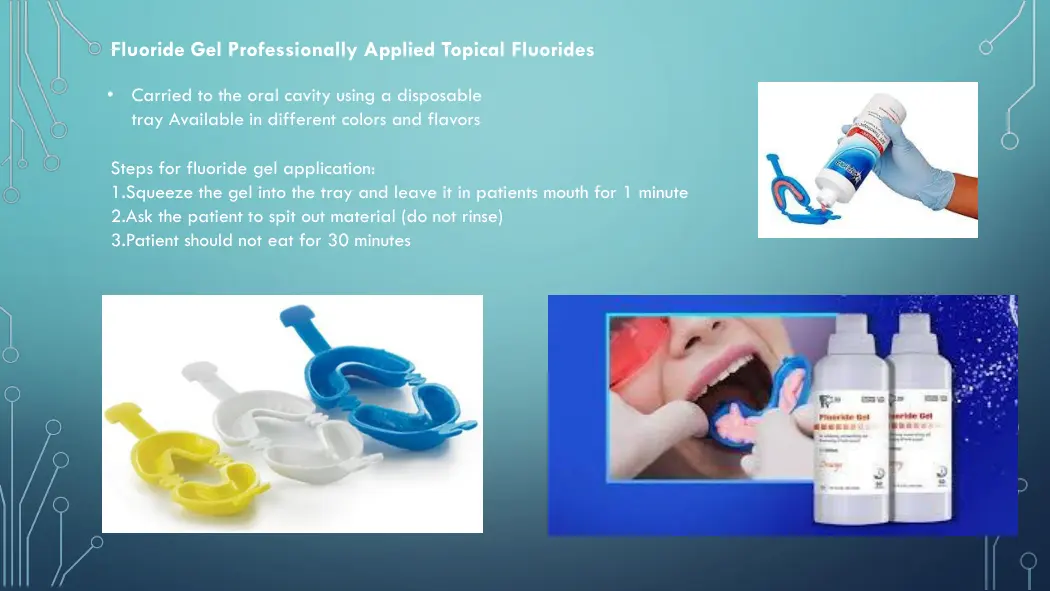 Fluoride Gel Professionally Applied Topical Fluorides
• Carried to the oral cavity using a disposable
tray Available in different colors and flavors
Steps for fluoride gel application:
1.Squeeze the gel into the tray and leave it in patients mouth for 1 minute
2.Ask the patient to spit out material (do not rinse)
3.Patient should not eat for 30 minutes
Fluoride Gel
Orange